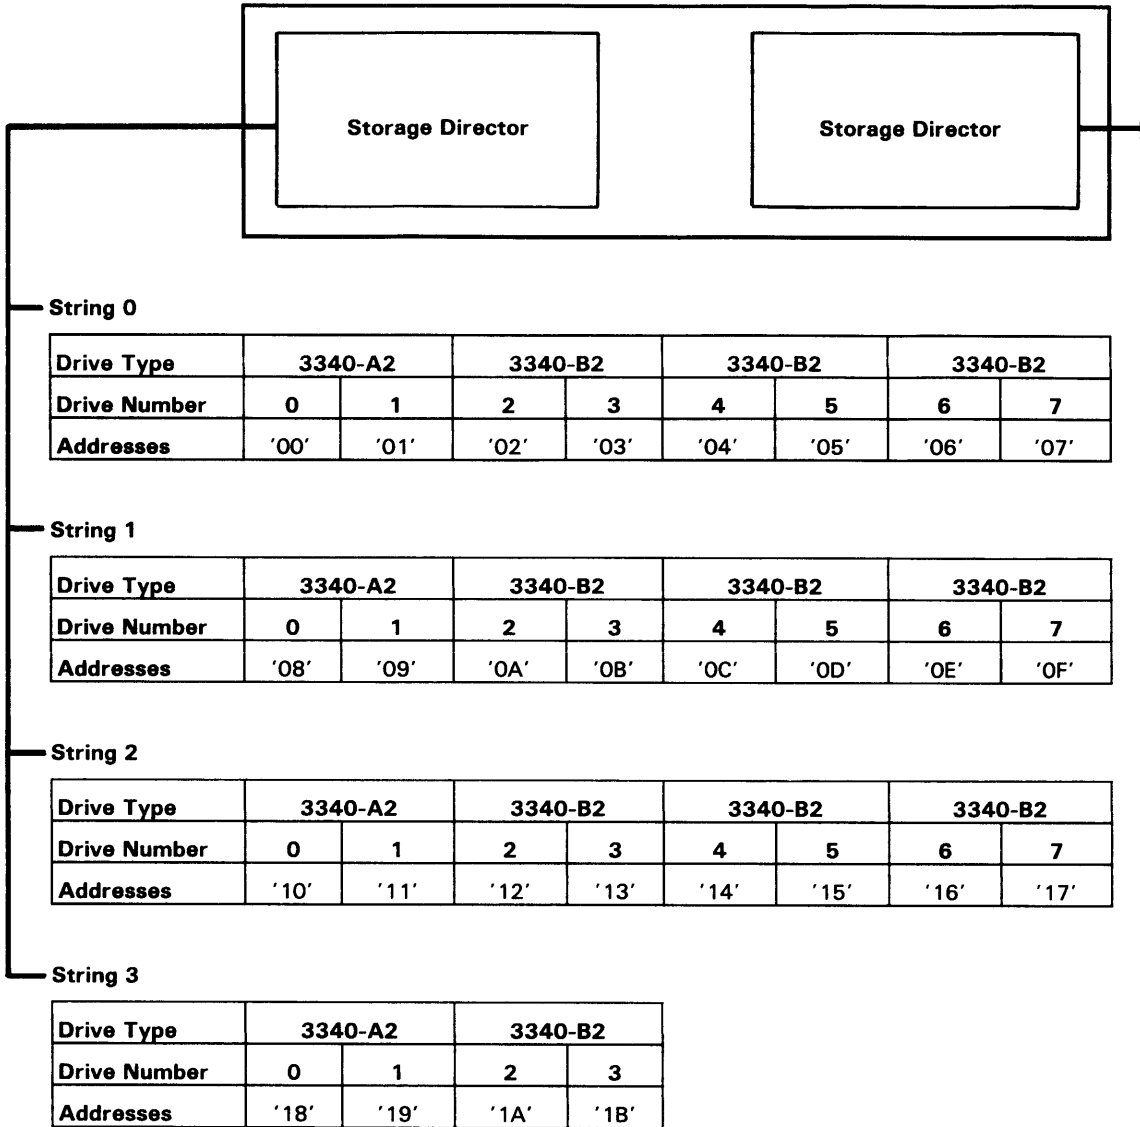 Storage Director Storage Director
String 0
Drive Type 3340-A2 3340-B2 3340-B2 3340-B2
Drive Number 0 1 2 3 4 5 6 7
Addresses '00' '01' '02' '03' '04' '05' '06' '07'
String 1
Drive Type 3340-A2 3340-B2 3340-B2 3340-B2
Drive Number 0 1 2 3 4 5 6 7
Addresses '08' '09' '0A' '0B' '0C' '0D' '0E' '0F'
String 2
Drive Type 3340-A2 3340-B2 3340-B2 3340-B2
Drive Number 0 1 2 3 4 5 6 7
Addresses '10' '11' '12' '13' '14' '15' '16' '17'
String 3
Drive Type 3340-A2 3340-B2
Drive Number 0 1 2 3
Addresses '18' '19' '1A' '1B'